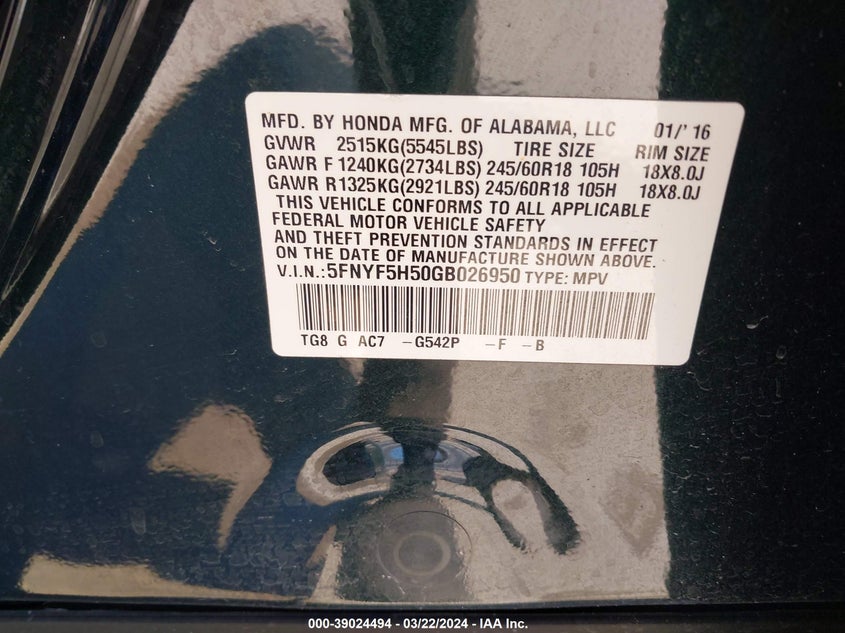 MFD. BY HONDA MFG. OF ALABAMA, LLC 01/' 16
GVWR 2515KG(5545LBS) TIRE SIZE RIM SIZE
GAWR F 1240KG(2734LBS) 245/60R18 105H 18X8.0J
GAWR R1325KG(2921LBS) 245/60R18 105H 18X8.0J
THIS VEHICLE CONFORMS TO ALL APPLICABLE
FEDERAL MOTOR VEHICLE SAFETY
AND THEFT PREVENTION STANDARDS IN EFFECT
ON THE DATE OF MANUFACTURE SHOWN ABOVE.
V.I.N.:5FNYF5H50GB026950 TYPE: MPV
TG8 G AC7 -G542P -F -B
000-39024494 - 03/22/2024 - IAA Inc.